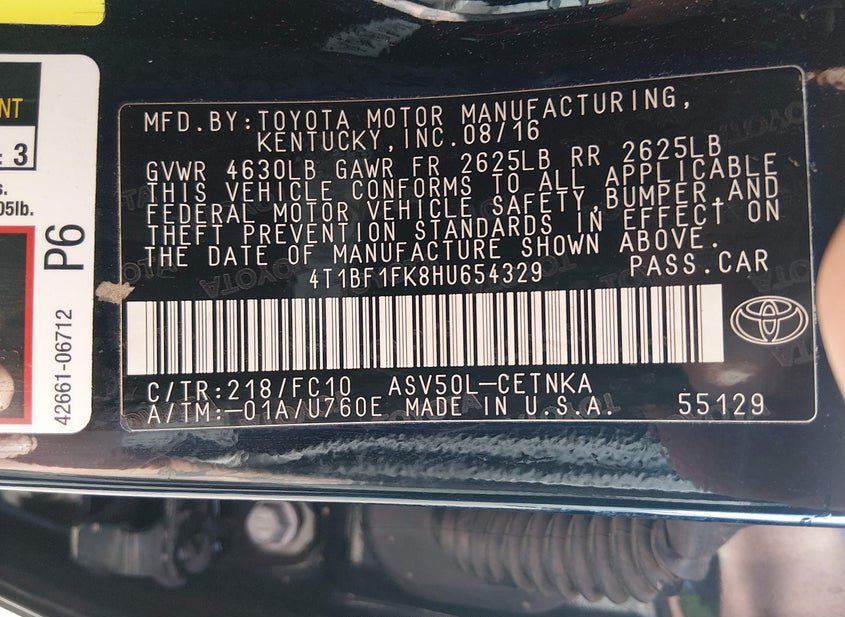 NT
: 3
s.
05lb.
P6
42661-06712
MFD.BY:TOYOTA MOTOR MANUFACTURING,
KENTUCKY,INC.08/16
GVWR 4630LB GAWR FR 2625LB RR 2625LB
THIS VEHICLE CONFORMS TO ALL APPLICABLE
FEDERAL MOTOR VEHICLE SAFETY,BUMPER,AND
THEFT PREVENTION STANDARDS IN EFFECT ON
THE DATE OF MANUFACTURE SHOWN ABOVE.
4T1BF1FK8HU654329 PASS.CAR
C/TR:218/FC10 ASV50L-CETNKA
A/TM:-01A/U760E MADE IN U.S.A. 55129